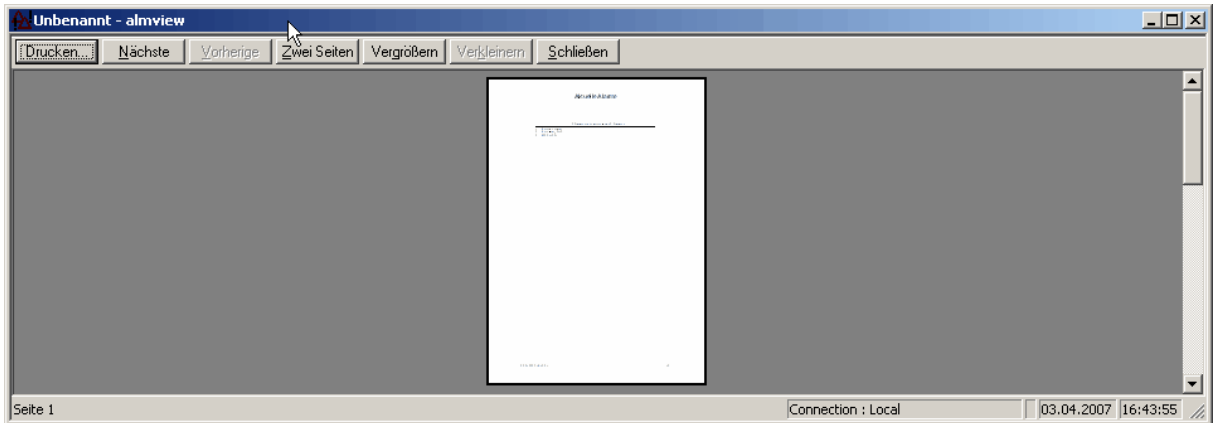 Unbenannt - almview
Drucken... Nächste Vorherige Zwei Seiten Vergrößern Verkleinern Schließen
Aktuelle Alarme
Seite 1 Connection : Local 03.04.2007 16:43:55